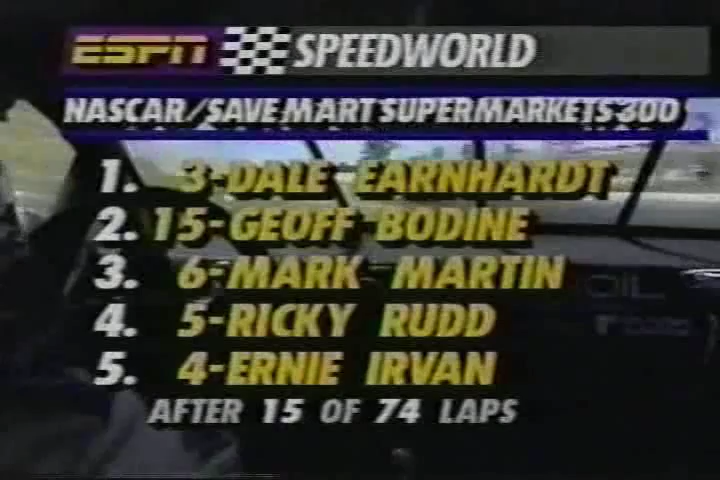 ESPN SPEEDWORLD
NASCAR/SAVE MART SUPERMARKETS 300
1. 3-DALE EARNHARDT
2. 15-GEOFF BODINE
3. 6-MARK MARTIN
4. 5-RICKY RUDD
5. 4-ERNIE IRVAN
AFTER 15 OF 74 LAPS
OIL